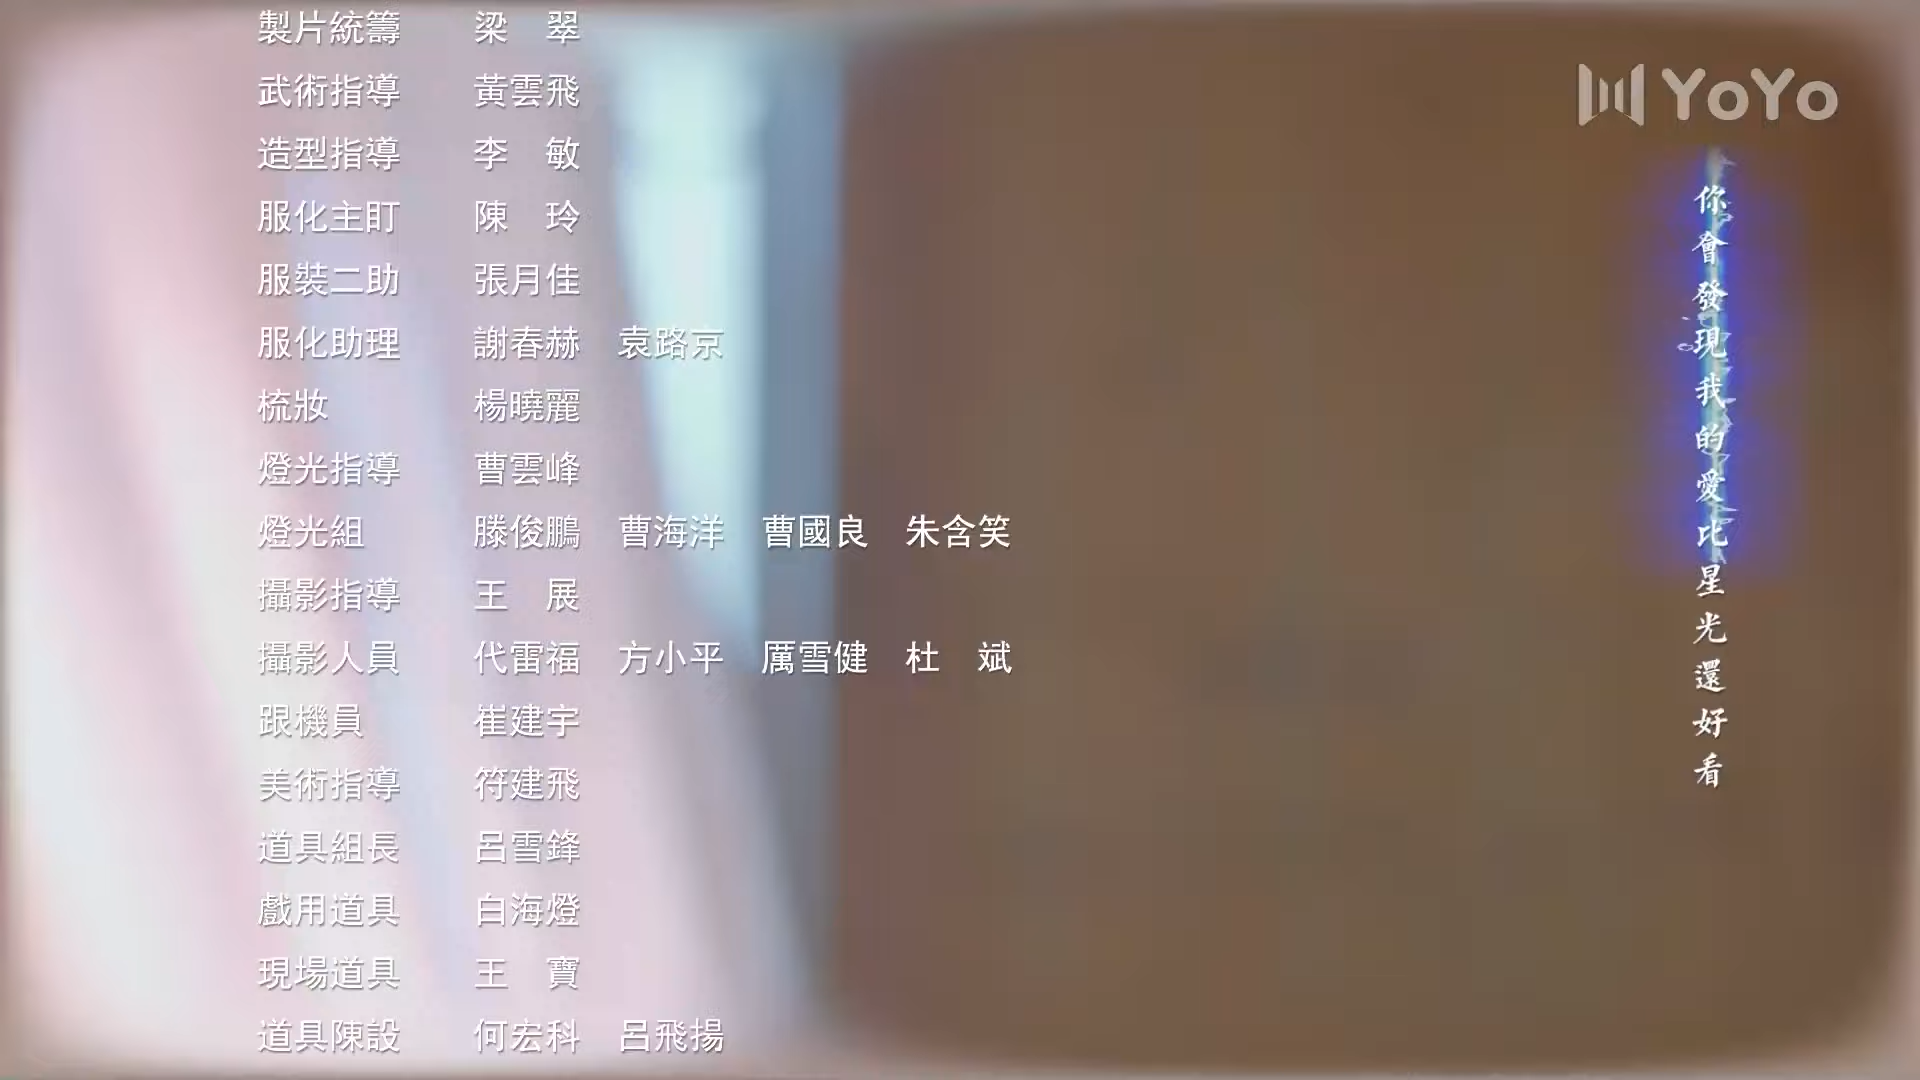 製片統籌 梁 翠
武術指導 黃雲飛
造型指導 李 敏
服化主盯 陳 玲
服裝二助 張月佳
服化助理 謝春赫 袁路京
梳妝 楊曉麗
燈光指導 曹雲峰
燈光組 滕俊鵬 曹海洋 曹國良 朱含笑
攝影指導 王 展
攝影人員 代雷福 方小平 厲雪健 杜 斌
跟機員 崔建宇
美術指導 符建飛
道具組長 呂雪鋒
戲用道具 白海燈
現場道具 王 寶
道具陳設 何宏科 呂飛揚
YoYo
你會發現我的愛比星光還好看